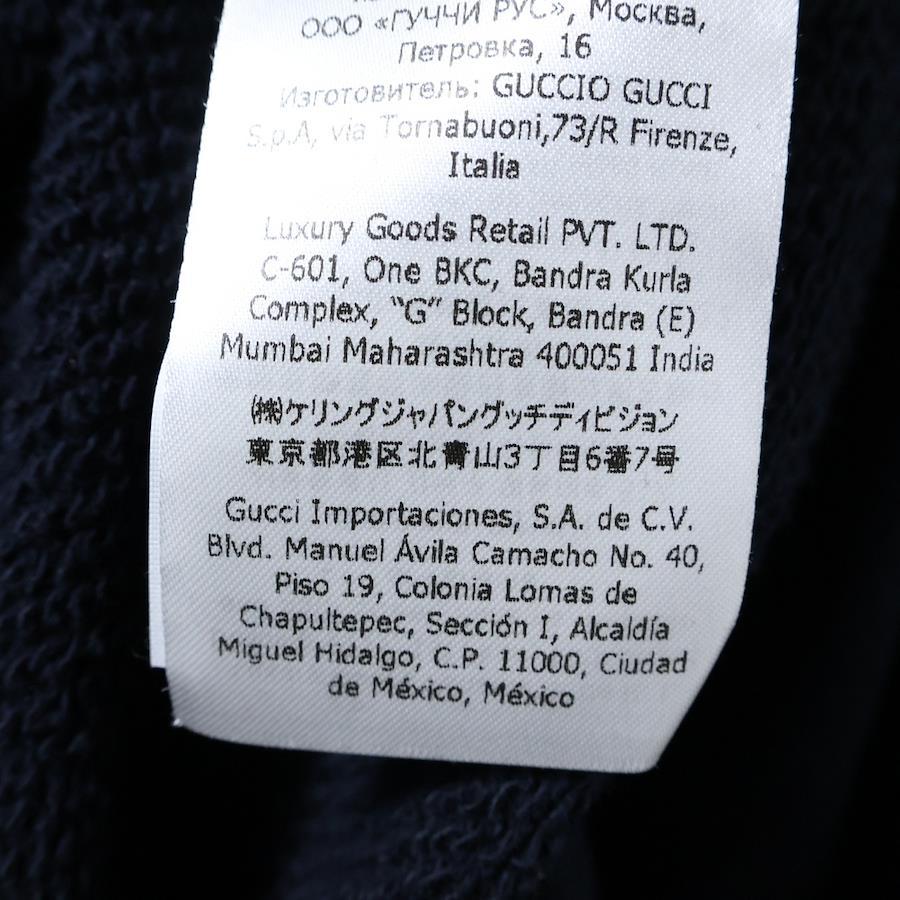 ООО «ГУЧЧИ РУС», Москва,
Петровка, 16
Изготовитель: GUCCIO GUCCI
S.p.A, via Tornabuoni,73/R Firenze,
Italia
Luxury Goods Retail PVT. LTD.
C-601, One BKC, Bandra Kurla
Complex, "G" Block, Bandra (E)
Mumbai Maharashtra 400051 India
㈱ケリングジャパングッチディビジョン
東京都港区北青山3丁目6番7号
Gucci Importaciones, S.A. de C.V.
Blvd. Manuel Ávila Camacho No. 40,
Piso 19, Colonia Lomas de
Chapultepec, Sección I, Alcaldía
Miguel Hidalgo, C.P. 11000, Ciudad
de México, México